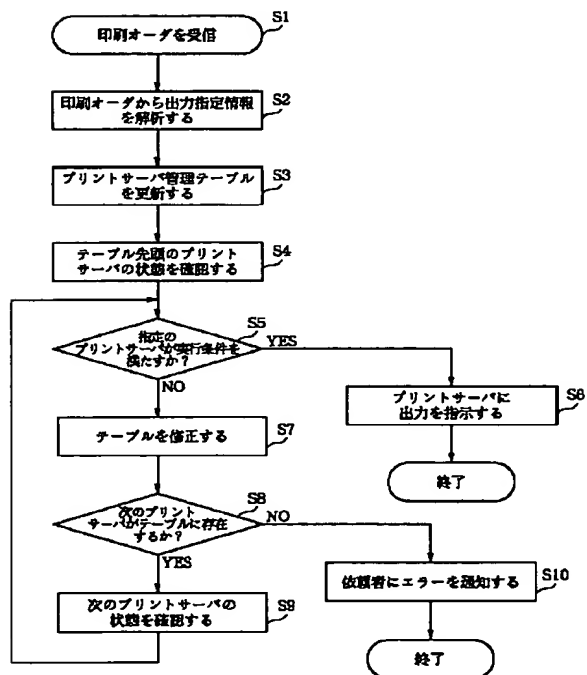 S1
印刷オーダを受信
S2
印刷オーダから出力指定情報
を解析する
S3
プリントサーバ管理テーブル
を更新する
S4
テーブル先頭のプリント
サーバの状態を確認する
S5
指定の
プリントサーバが実行条件を
満たすか?
YES
NO
S6
プリントサーバに
出力を指示する
終了
S7
テーブルを修正する
S8
次のプリント
サーバがテーブルに存在
するか?
NO
YES
S9
次のプリントサーバの
状態を確認する
S10
依頼者にエラーを通知する
終了